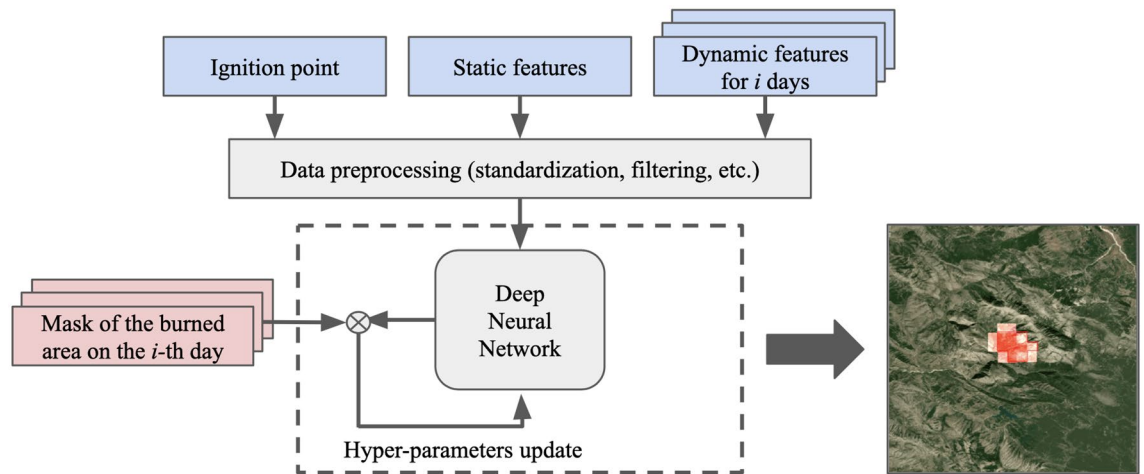 Ignition point
Static features
Dynamic features
for i days
Data preprocessing (standardization, filtering, etc.)
Mask of the burned
area on the i-th day
Deep
Neural
Network
Hyper-parameters update